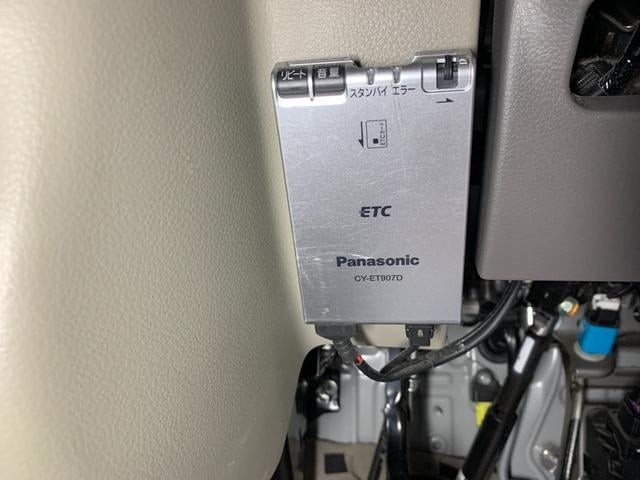 リピート 音量
スタンバイ エラー
ETC
Panasonic
CY-ET907D